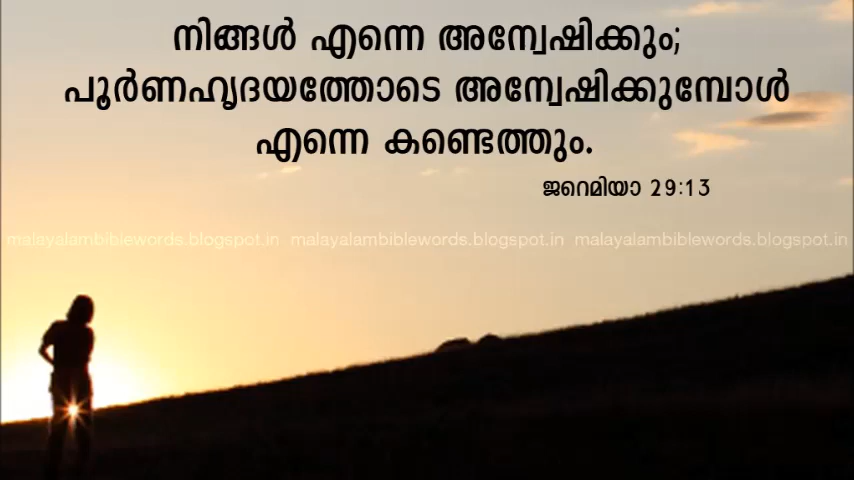 നിങ്ങൾ എന്നെ അന്വേഷിക്കും;
പൂർണഹൃദയത്തോടെ അന്വേഷിക്കുമ്പോൾ
എന്നെ കണ്ടെത്തും.
ജറെമിയാ 29:13
malayalambiblewords.blogspot.in malayalambiblewords.blogspot.in malayalambiblewords.blogspot.in